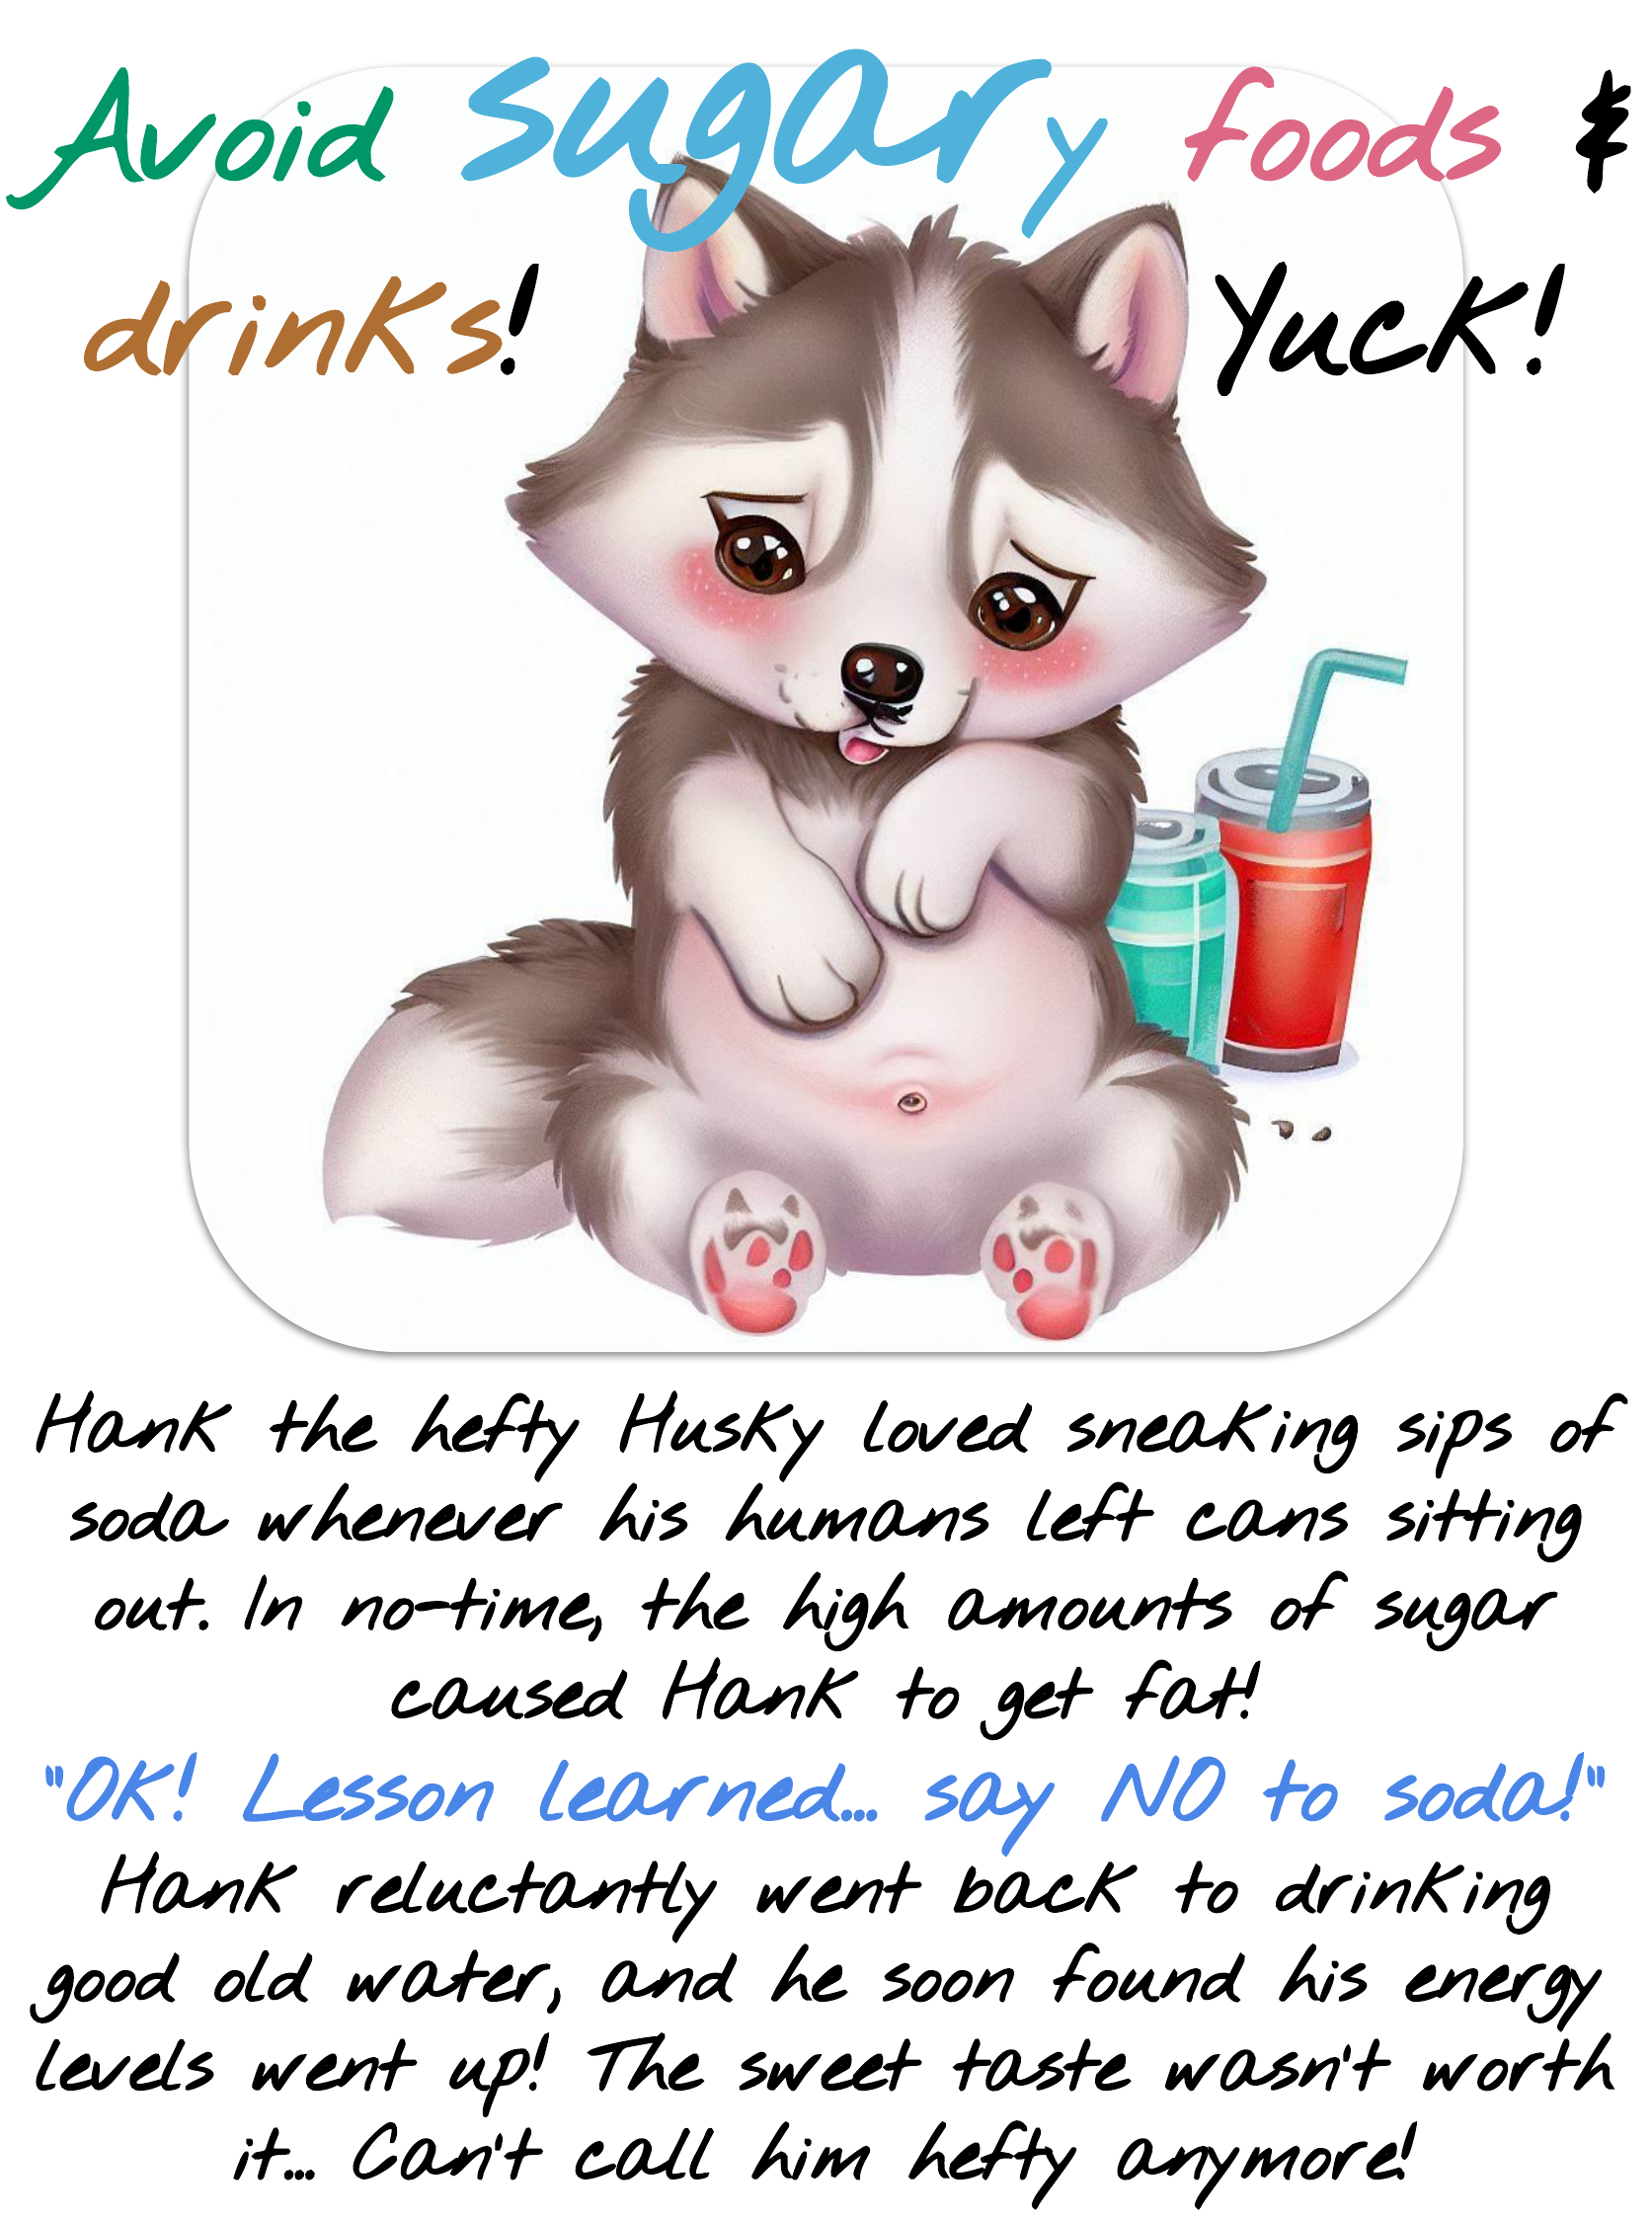 Avoid sugary foods &
drinks! Yuck!
Hank the hefty Husky loved sneaking sips of
soda whenever his humans left cans sitting
out. In no-time, the high amounts of sugar
caused Hank to get fat!
"OK! Lesson learned... say NO to soda!"
Hank reluctantly went back to drinking
good old water, and he soon found his energy
levels went up! The sweet taste wasn't worth
it... Can't call him hefty anymore!